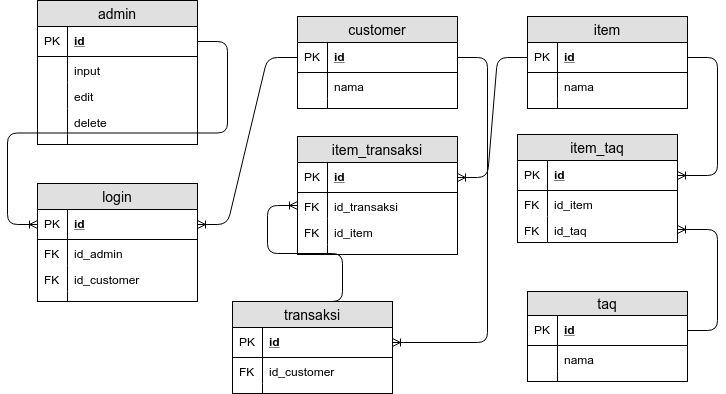 admin
PK id
input
edit
delete
login
PK id
FK id_admin
FK id_customer
customer
PK id
nama
item_transaksi
PK id
FK id_transaksi
FK id_item
transaksi
PK id
FK id_customer
item
PK id
nama
item_taq
PK id
FK id_item
FK id_taq
taq
PK id
nama